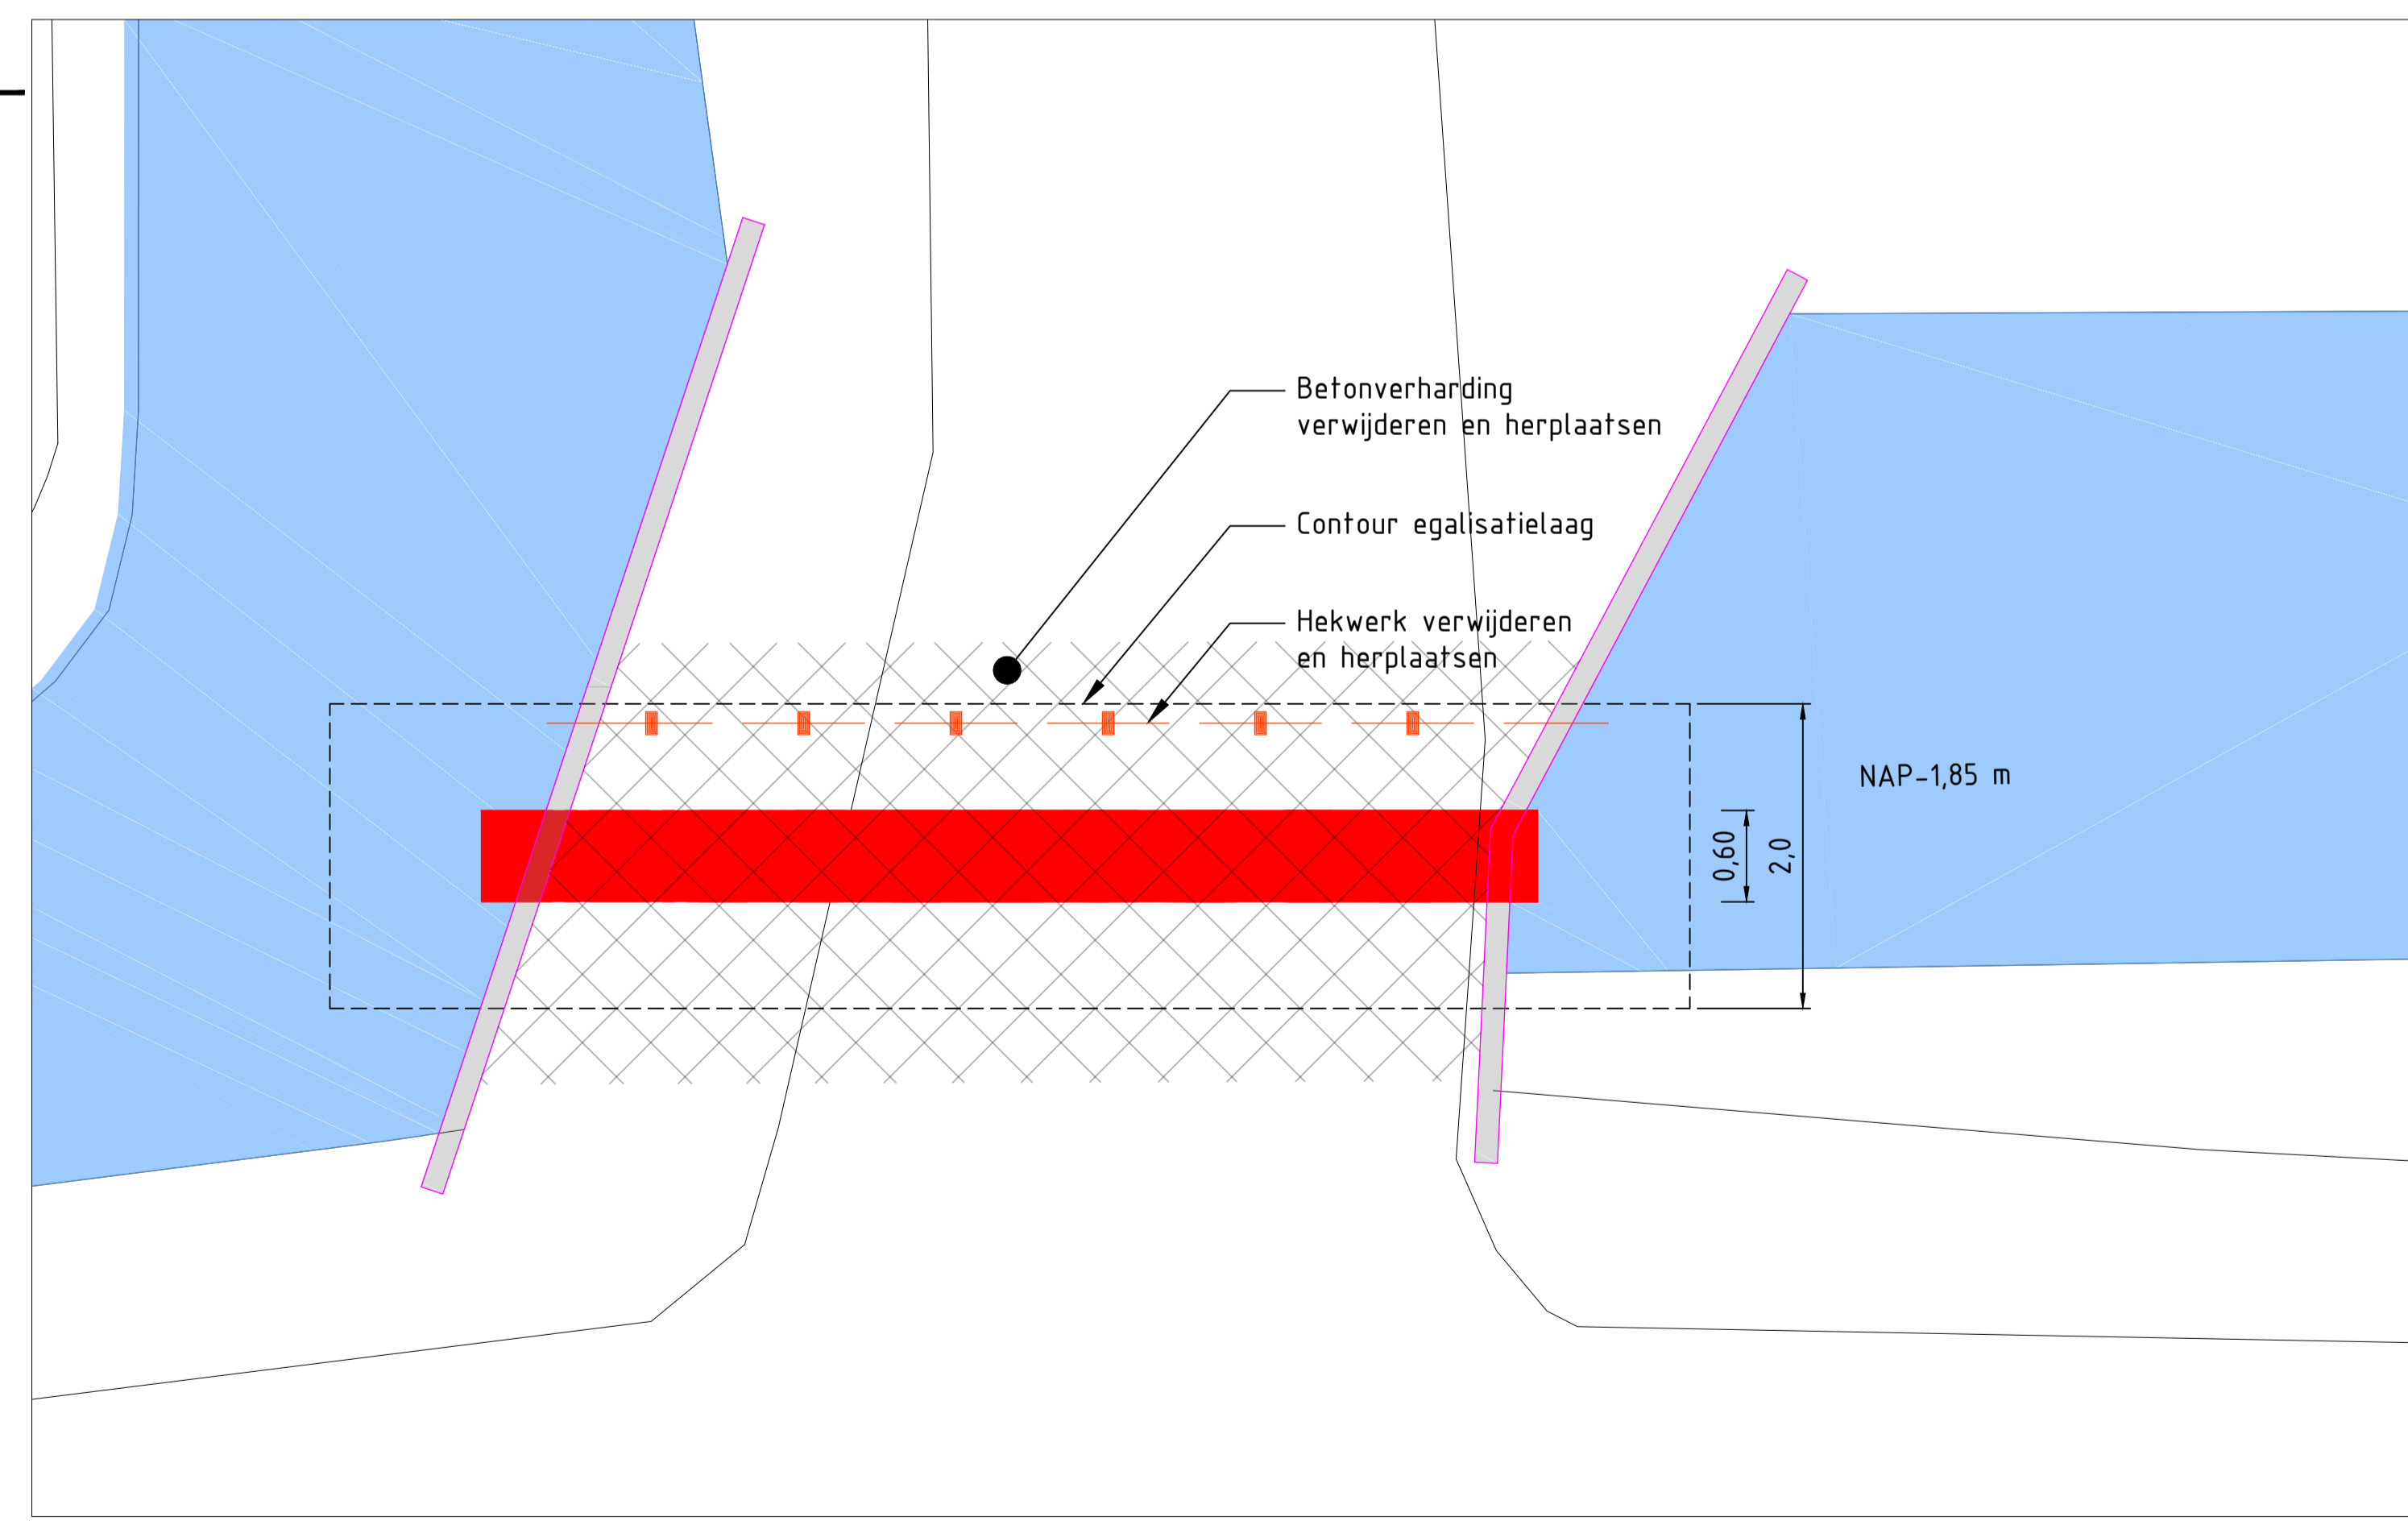 Betonverharding
verwijderen en herplaatsen
Contour egalisatielaag
Hekwerk verwijderen
en herplaatsen
NAP-1,85 m
0,60
2,0